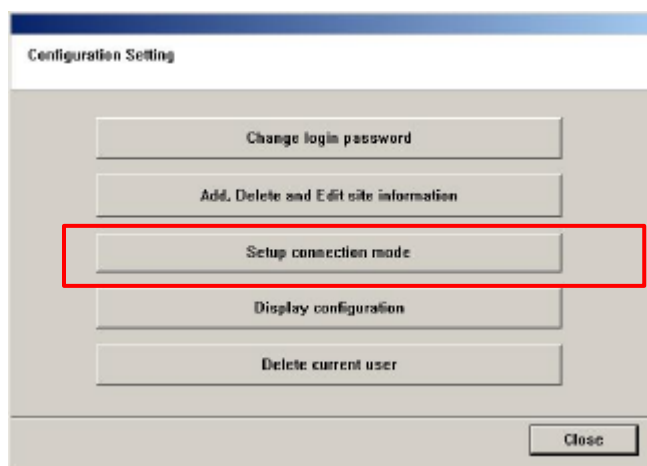 Configuration Setting
Change login password
Add, Delete and Edit site information
Setup connection mode
Display configuration
Delete current user
Close